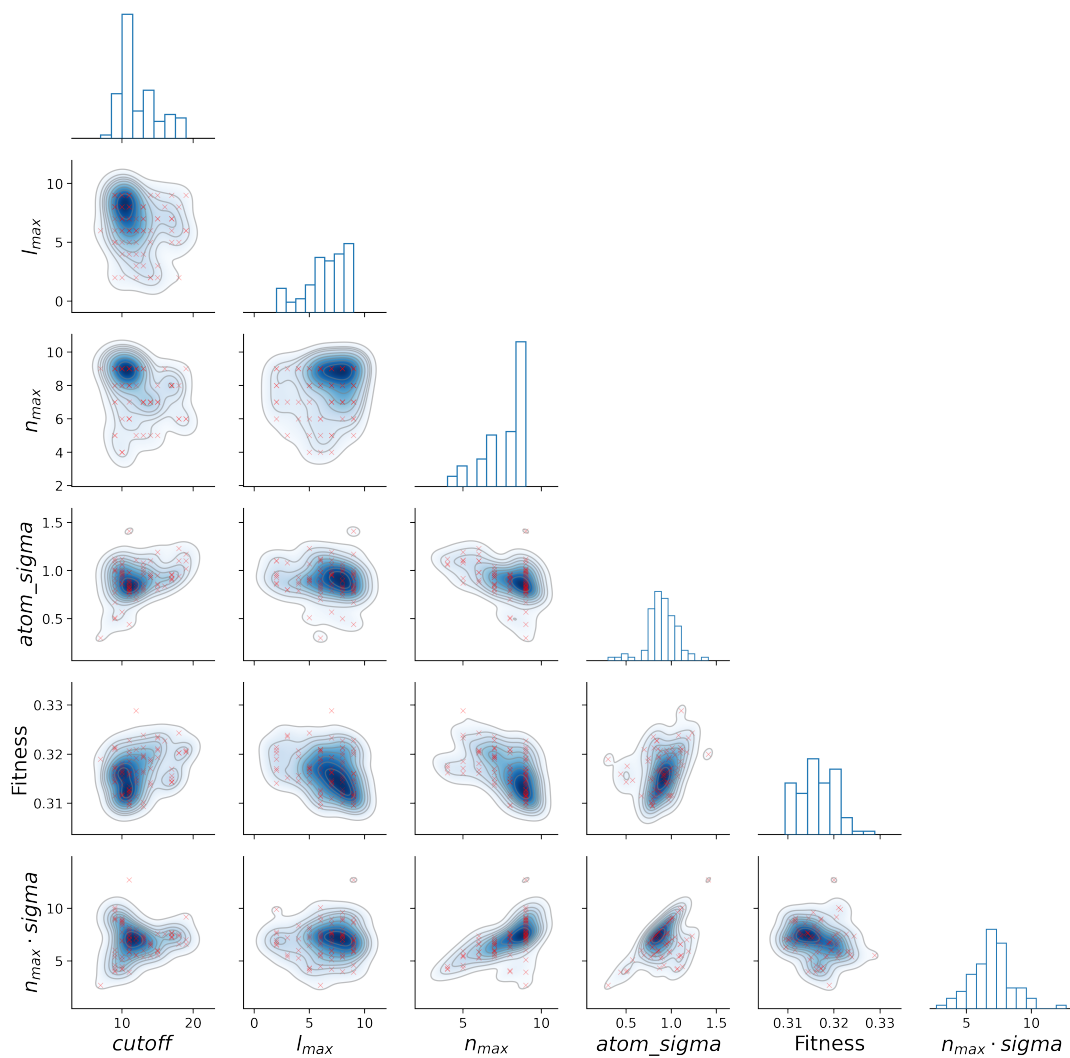 10
5
0
l_max
10
8
6
4
2
n_max
1.5
1.0
0.5
atom_sigma
0.33
0.32
0.31
Fitness
10
5
n_max · sigma
10 20
0 5 10
5 10
0.5 1.0 1.5
0.31 0.32 0.33
5 10
cutoff
l_max
n_max
atom_sigma
Fitness
n_max · sigma